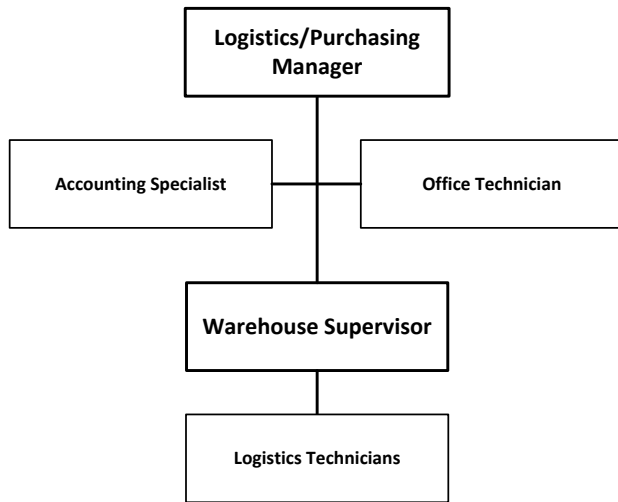 Logistics/Purchasing
Manager
Accounting Specialist
Office Technician
Warehouse Supervisor
Logistics Technicians